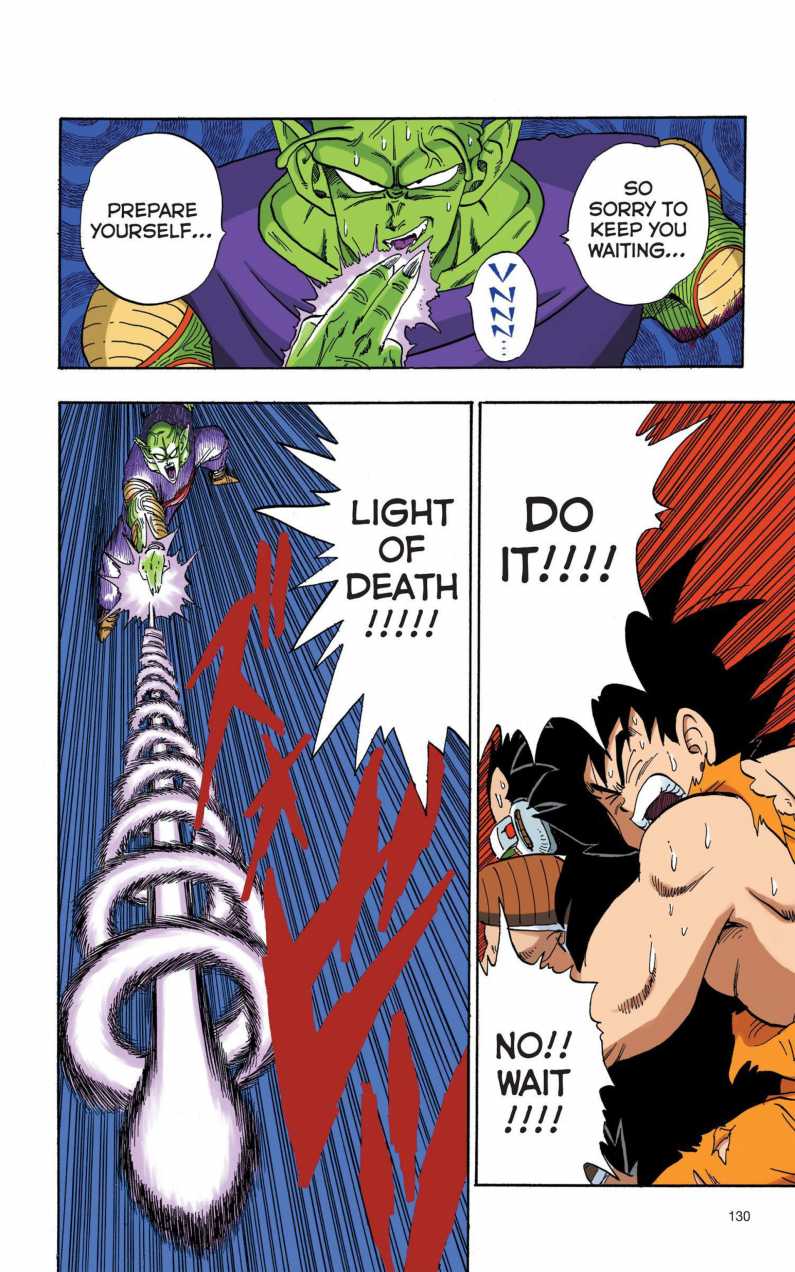 SO
SORRY TO
KEEP YOU
WAITING...
VNNN...
PREPARE
YOURSELF...
DO
IT!!!!
NO!!
WAIT
!!!!
LIGHT
OF
DEATH
!!!!!
130